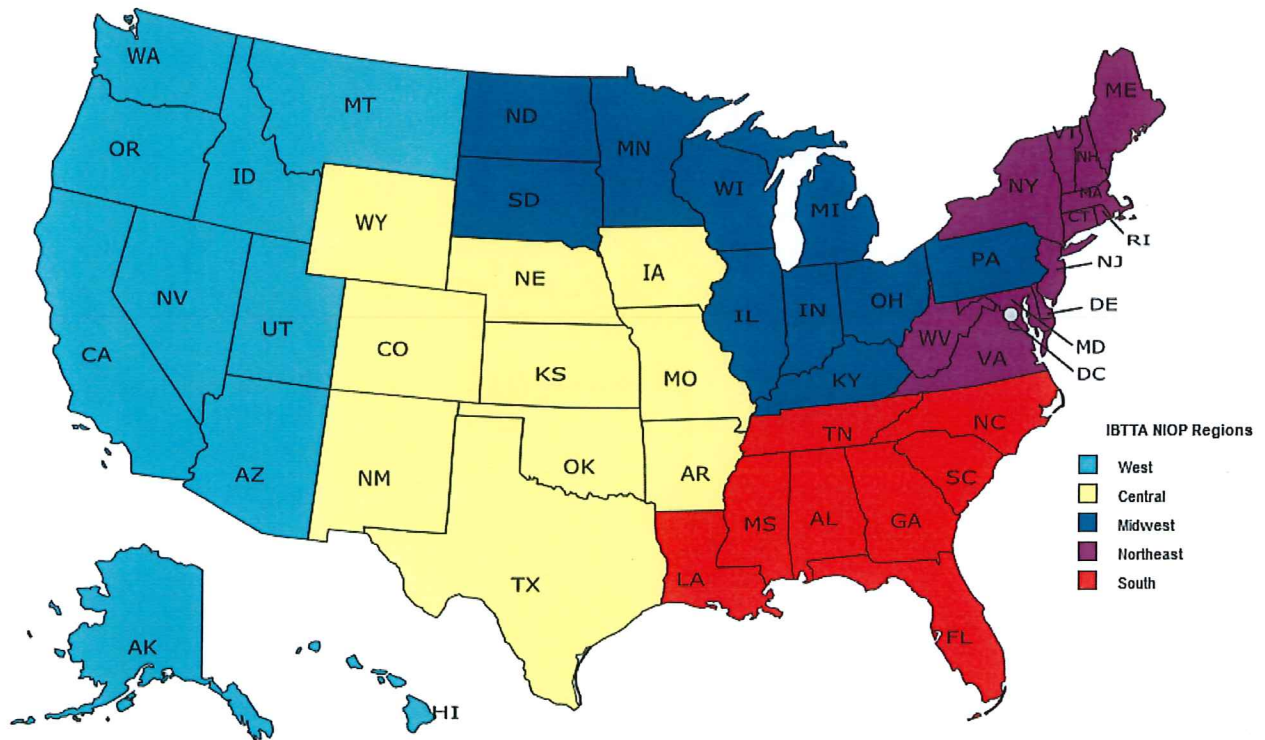 WA
MT
ND
MN
ME
OR
ID
SD
WI
MI
NY
VT
NH
MA
CT
RI
WY
NE
IA
PA
NJ
NV
UT
CO
KS
MO
IL
IN
OH
WV
VA
DE
MD
DC
CA
KY
AZ
NM
OK
AR
TN
NC
SC
TX
LA
MS
AL
GA
FL
AK
HI
IBTTA NIOP Regions
West
Central
Midwest
Northeast
South